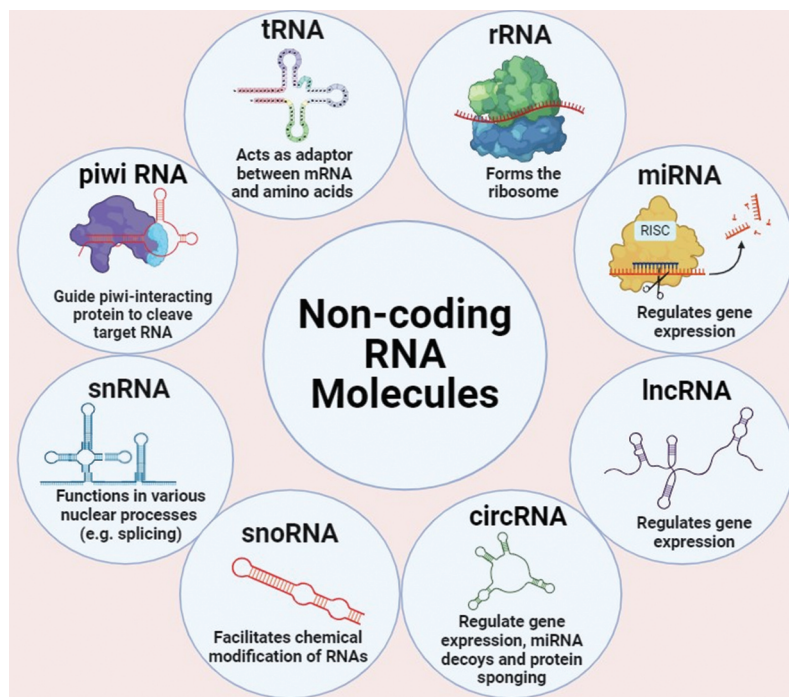 Non-coding
RNA
Molecules
tRNA
Acts as adaptor
between mRNA
and amino acids
rRNA
Forms the
ribosome
miRNA
RISC
Regulates gene
expression
lncRNA
Regulates gene
expression
circRNA
Regulate gene
expression, miRNA
decoys and protein
sponging
snoRNA
Facilitates chemical
modification of RNAs
snRNA
Functions in various
nuclear processes
(e.g. splicing)
piwi RNA
Guide piwi-interacting
protein to cleave
target RNA